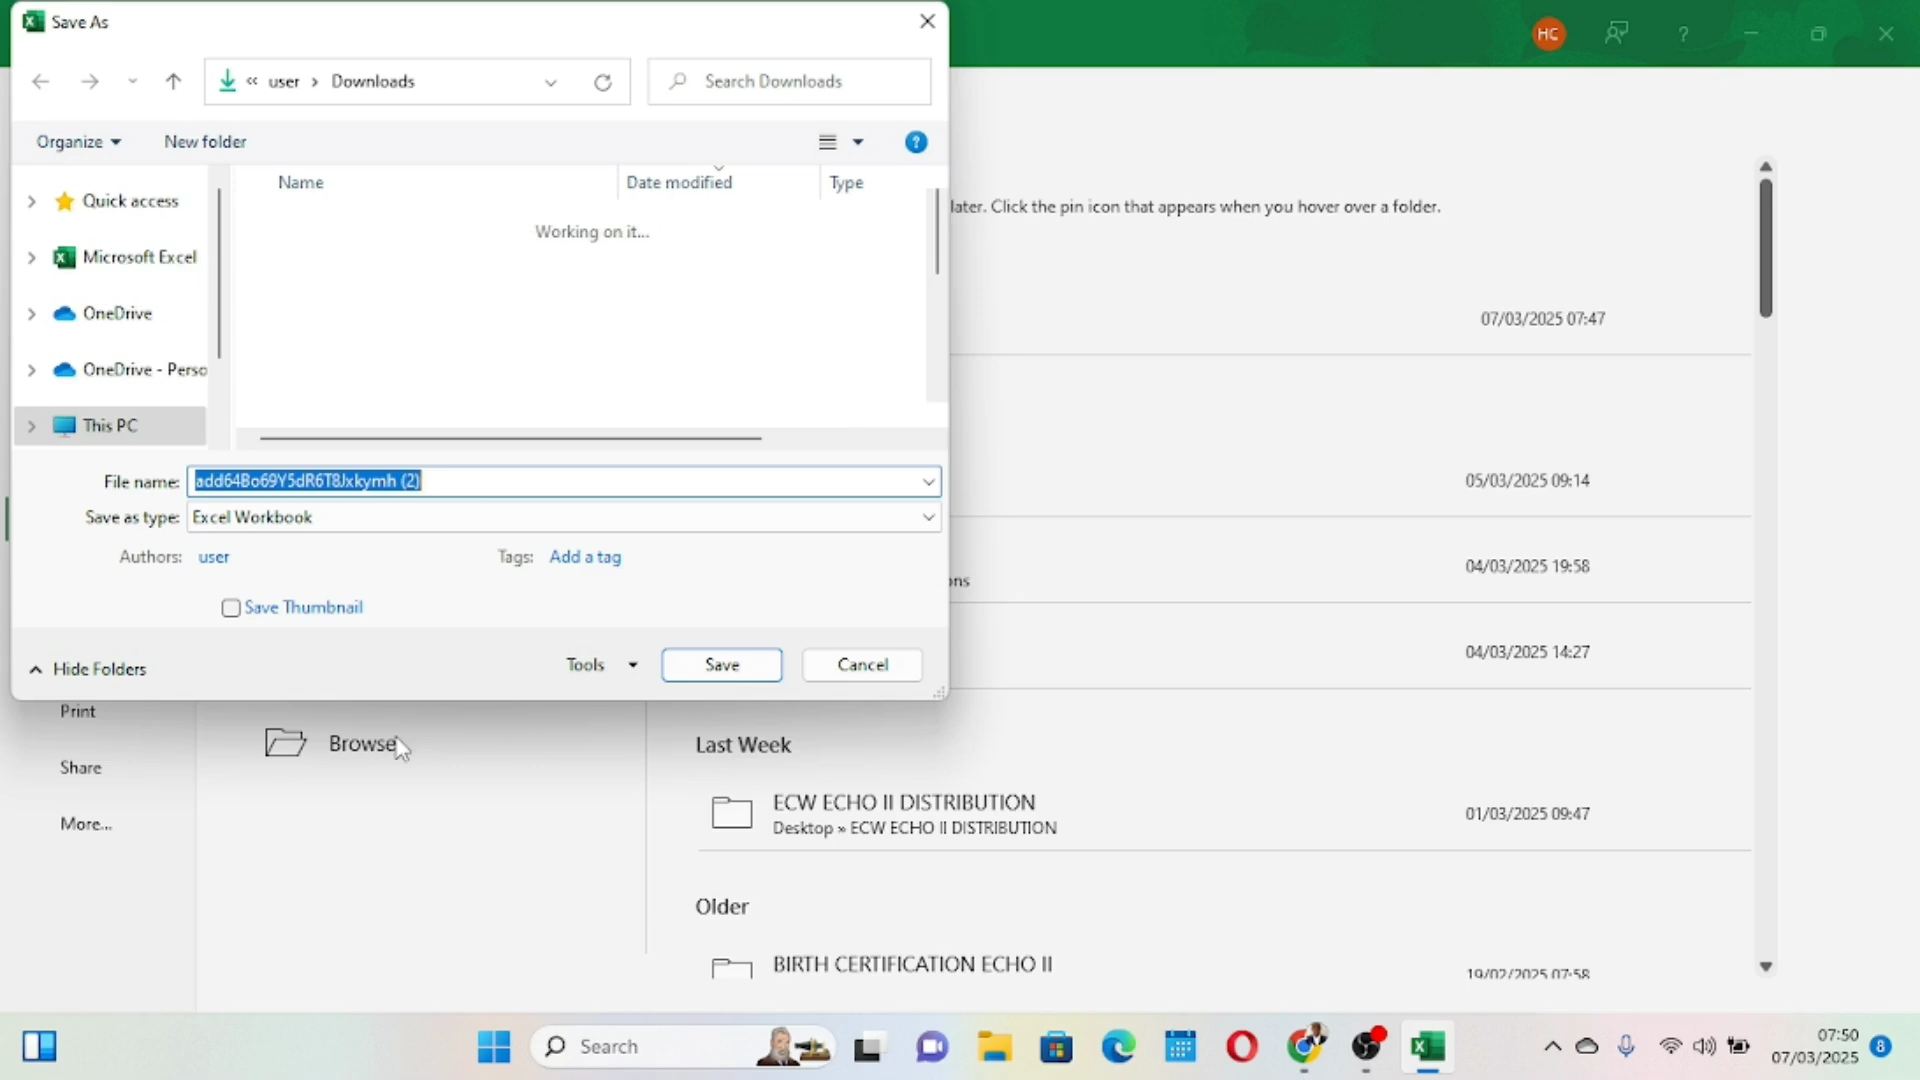 Save As
HC
?
user
Downloads
Search Downloads
Organize
New folder
?
Name
Date modified
Type
Quick access
Microsoft Excel
OneDrive
OneDrive - Perso
This PC
Working on it...
later. Click the pin icon that appears when you hover over a folder.
07/03/2025 07:47
05/03/2025 09:14
04/03/2025 19:58
ons
04/03/2025 14:27
File name:
add64Bo69Y5dR6T8Jxkymh (2)
Save as type:
Excel Workbook
Authors:
user
Tags:
Add a tag
Save Thumbnail
Hide Folders
Tools
Save
Cancel
Print
Share
More...
Browse
Last Week
ECW ECHO II DISTRIBUTION
Desktop » ECW ECHO II DISTRIBUTION
01/03/2025 09:47
Older
BIRTH CERTIFICATION ECHO II
19/02/2025 07:58
Search
07:50
07/03/2025
8